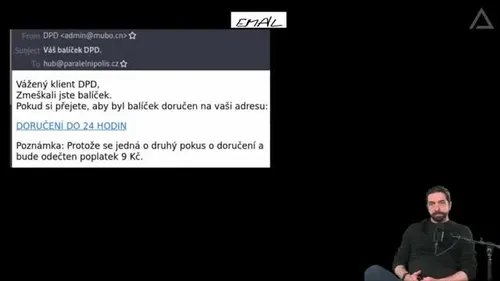 EMAIL
From DPD <admin@mubo.cn>
Subject Váš balíček DPD.
To hub@paralelnipolis.cz
Vážený klient DPD,
Zmeškali jste balíček.
Pokud si přejete, aby byl balíček doručen na vaši adresu:
DORUČENÍ DO 24 HODIN
Poznámka: Protože se jedná o druhý pokus o doručení a
bude odečten poplatek 9 Kč.